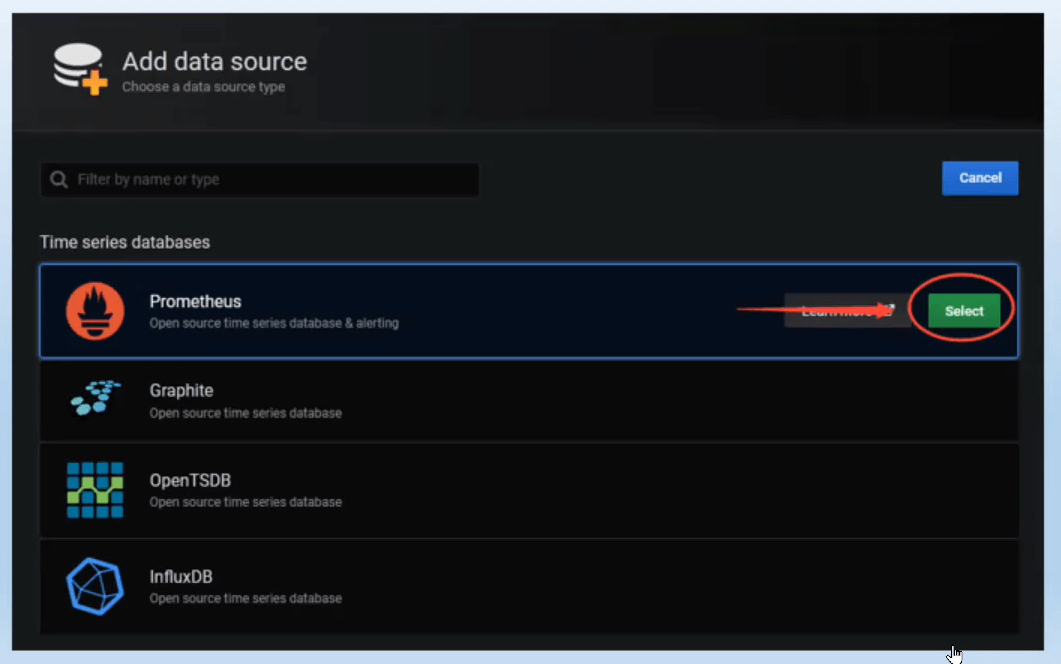 Add data source
Choose a data source type
Filter by name or type
Cancel
Time series databases
Prometheus
Open source time series database & alerting
Learn more
Select
Graphite
Open source time series database
OpenTSDB
Open source time series database
InfluxDB
Open source time series database